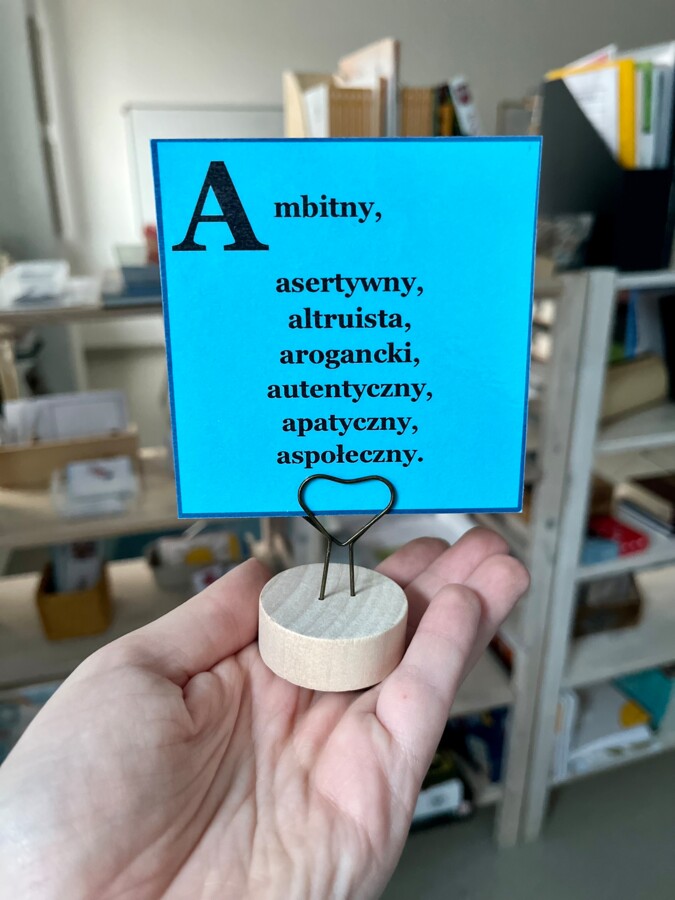 Ambitny,
asertywny,
altruista,
arogancki,
autentyczny,
apatyczny,
aspołeczny.